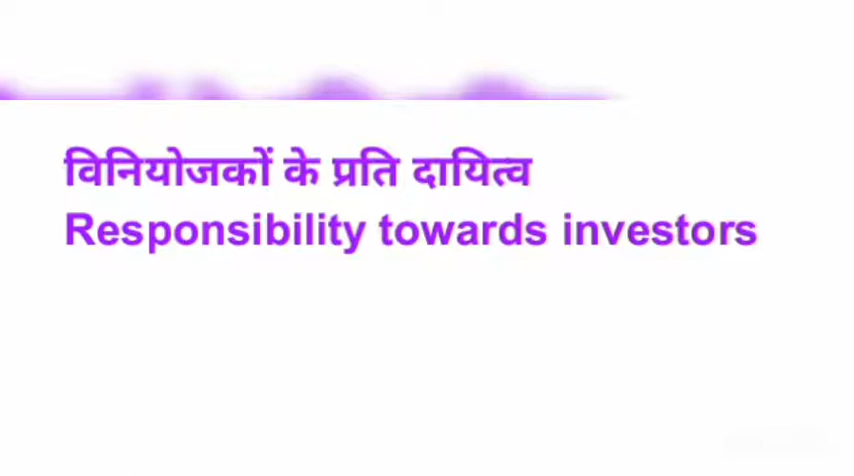 विनियोजकों के प्रति दायित्व
Responsibility towards investors